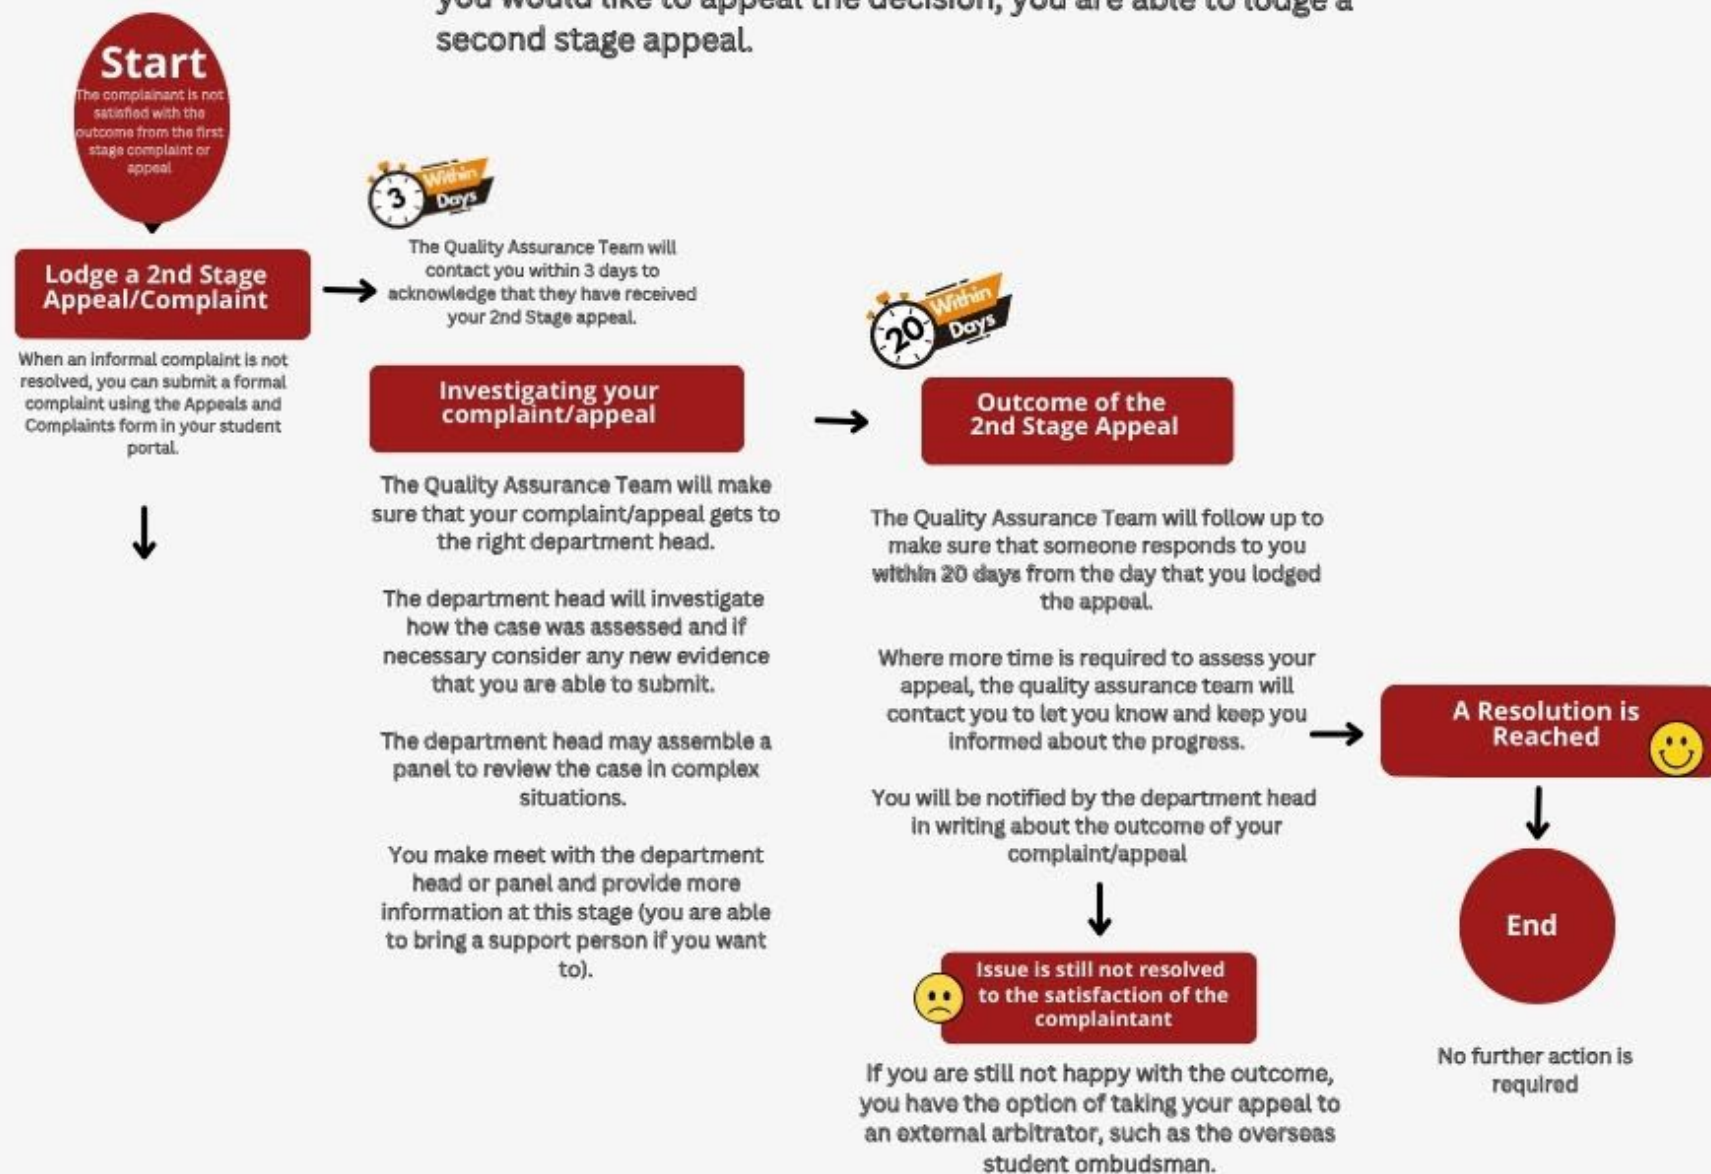 you would like to appeal the decision, you are able to lodge a
second stage appeal.
Start
The complainant is not
satisfied with the
outcome from the first
stage complaint or
appeal
Lodge a 2nd Stage
Appeal/Complaint
When an informal complaint is not
resolved, you can submit a formal
complaint using the Appeals and
Complaints form in your student
portal.
3
Within
Days
The Quality Assurance Team will
contact you within 3 days to
acknowledge that they have received
your 2nd Stage appeal.
Investigating your
complaint/appeal
The Quality Assurance Team will make
sure that your complaint/appeal gets to
the right department head.
The department head will investigate
how the case was assessed and if
necessary consider any new evidence
that you are able to submit.
The department head may assemble a
panel to review the case in complex
situations.
You make meet with the department
head or panel and provide more
information at this stage (you are able
to bring a support person if you want
to).
20
Within
Days
Outcome of the
2nd Stage Appeal
The Quality Assurance Team will follow up to
make sure that someone responds to you
within 20 days from the day that you lodged
the appeal.
Where more time is required to assess your
appeal, the quality assurance team will
contact you to let you know and keep you
informed about the progress.
You will be notified by the department head
in writing about the outcome of your
complaint/appeal
Issue is still not resolved
to the satisfaction of the
complaintant
If you are still not happy with the outcome,
you have the option of taking your appeal to
an external arbitrator, such as the overseas
student ombudsman.
A Resolution is
Reached
End
No further action is
required